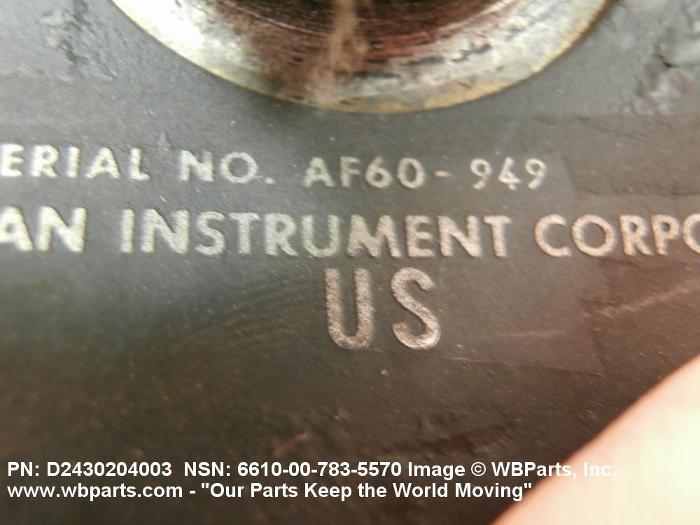 ERIAL NO. AF60-949
AN INSTRUMENT CORPO
US
PN: D2430204003 NSN: 6610-00-783-5570 Image © WBParts, Inc.
www.wbparts.com - "Our Parts Keep the World Moving"